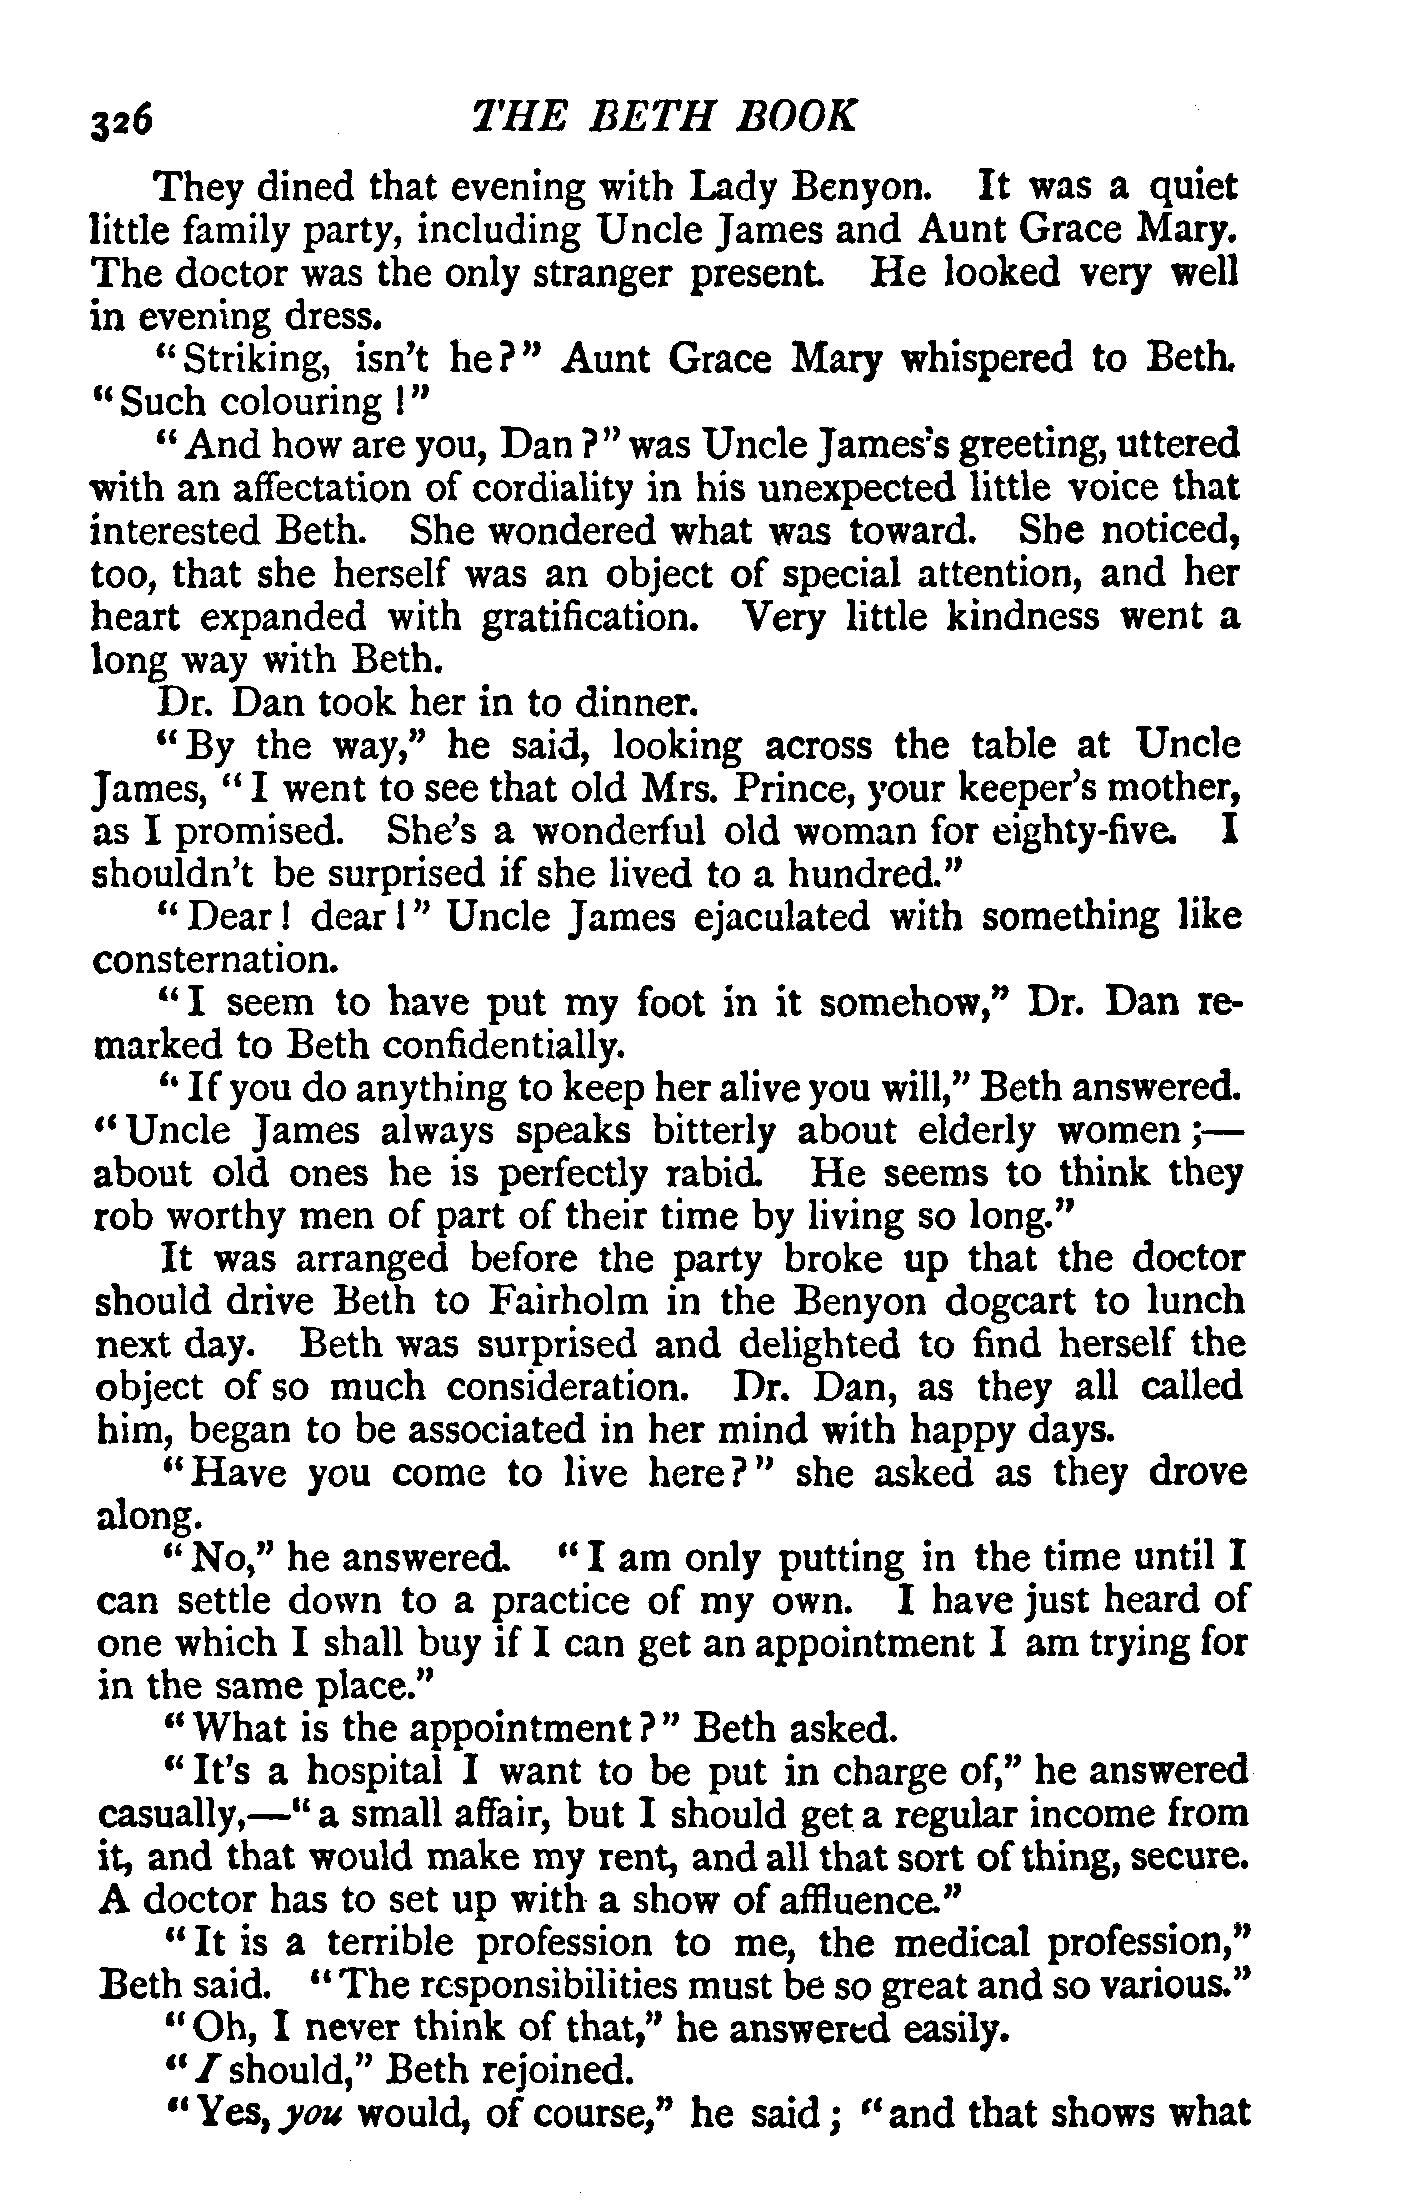 326 THE BETH BOOK
They dined that evening with Lady Benyon. It was a quiet
little family party, including Uncle James and Aunt Grace Mary.
The doctor was the only stranger present. He looked very well
in evening dress.
“Striking, isn’t he?” Aunt Grace Mary whispered to Beth.
“Such colouring!”
“And how are you, Dan?” was Uncle James’s greeting, uttered
with an affectation of cordiality in his unexpected little voice that
interested Beth. She wondered what was toward. She noticed,
too, that she herself was an object of special attention, and her
heart expanded with gratification. Very little kindness went a
long way with Beth.
Dr. Dan took her in to dinner.
“By the way,” he said, looking across the table at Uncle
James, “I went to see that old Mrs. Prince, your keeper’s mother,
as I promised. She’s a wonderful old woman for eighty-five. I
shouldn’t be surprised if she lived to a hundred.”
“Dear! dear!” Uncle James ejaculated with something like
consternation.
“I seem to have put my foot in it somehow,” Dr. Dan re-
marked to Beth confidentially.
“If you do anything to keep her alive you will,” Beth answered.
“Uncle James always speaks bitterly about elderly women;—
about old ones he is perfectly rabid. He seems to think they
rob worthy men of part of their time by living so long.”
It was arranged before the party broke up that the doctor
should drive Beth to Fairholm in the Benyon dogcart to lunch
next day. Beth was surprised and delighted to find herself the
object of so much consideration. Dr. Dan, as they all called
him, began to be associated in her mind with happy days.
“Have you come to live here?” she asked as they drove
along.
“No,” he answered. “I am only putting in the time until I
can settle down to a practice of my own. I have just heard of
one which I shall buy if I can get an appointment I am trying for
in the same place.”
“What is the appointment?” Beth asked.
“It’s a hospital I want to be put in charge of,” he answered
casually,—“a small affair, but I should get a regular income from
it, and that would make my rent, and all that sort of thing, secure.
A doctor has to set up with a show of affluence.”
“It is a terrible profession to me, the medical profession,”
Beth said. “The responsibilities must be so great and so various.”
“Oh, I never think of that,” he answered easily.
“I should,” Beth rejoined.
“Yes, you would, of course,” he said; “and that shows what